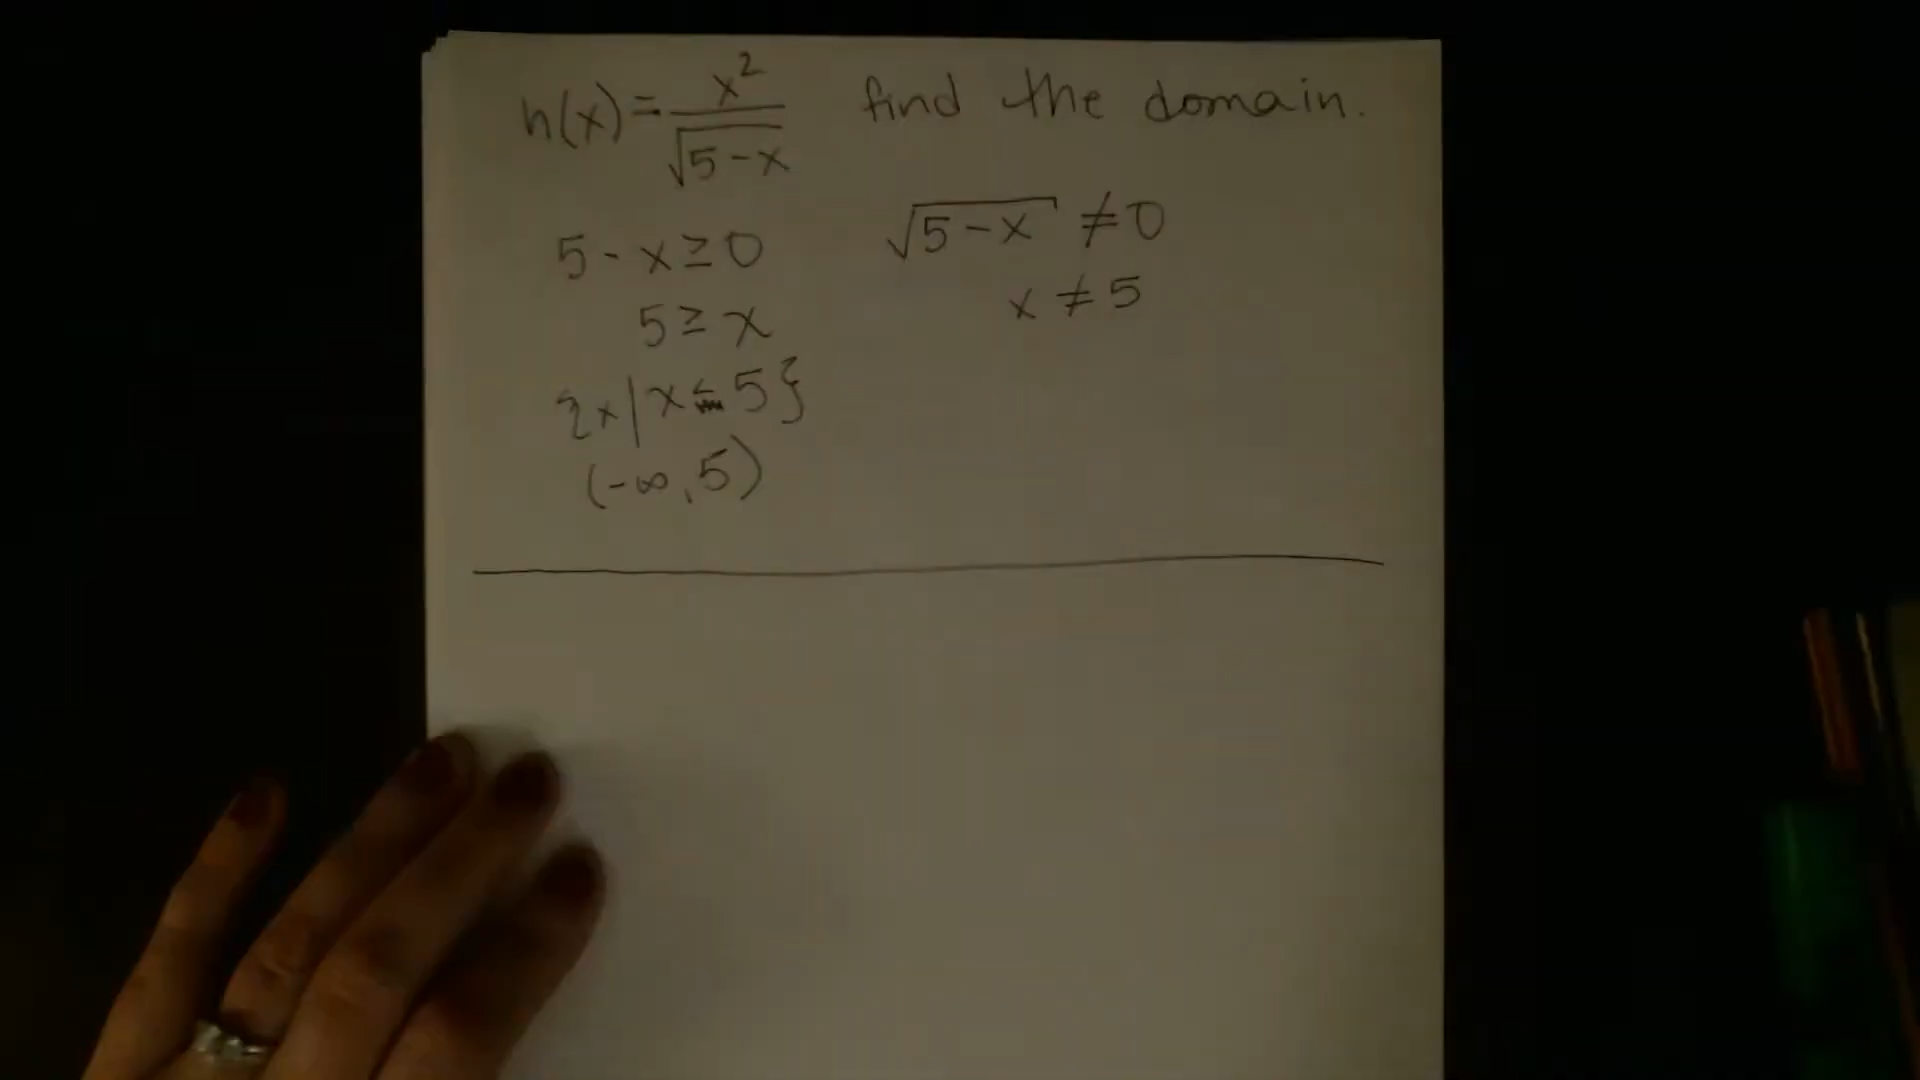 h(x) = x² / √(5-x) find the domain.
5 - x ≥ 0
√(5-x) ≠ 0
5 ≥ x
x ≠ 5
{x | x < 5}
(-∞, 5)